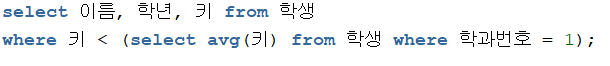 select 이름, 학년, 키 from 학생
where 키 < (select avg(키) from 학생 where 학과번호 = 1);